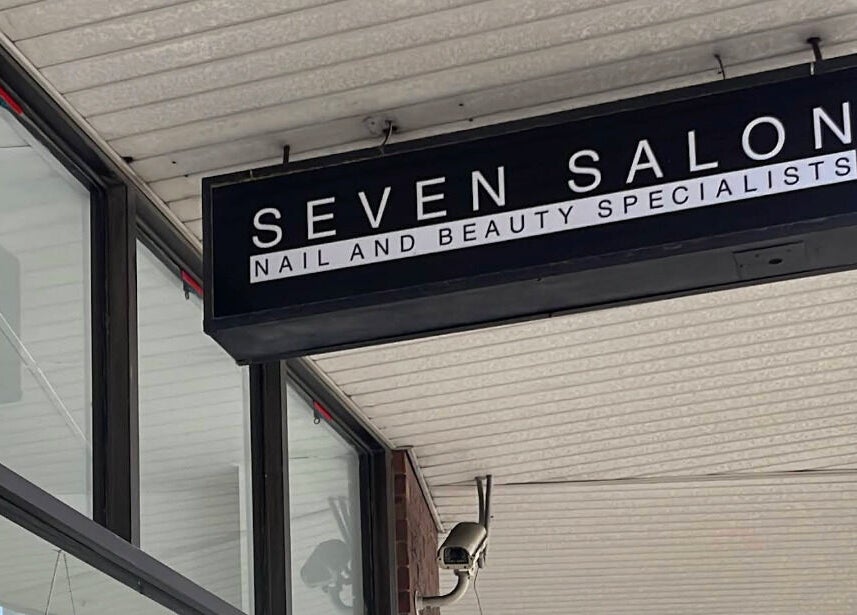 SEVEN SALON
NAIL AND BEAUTY SPECIALISTS